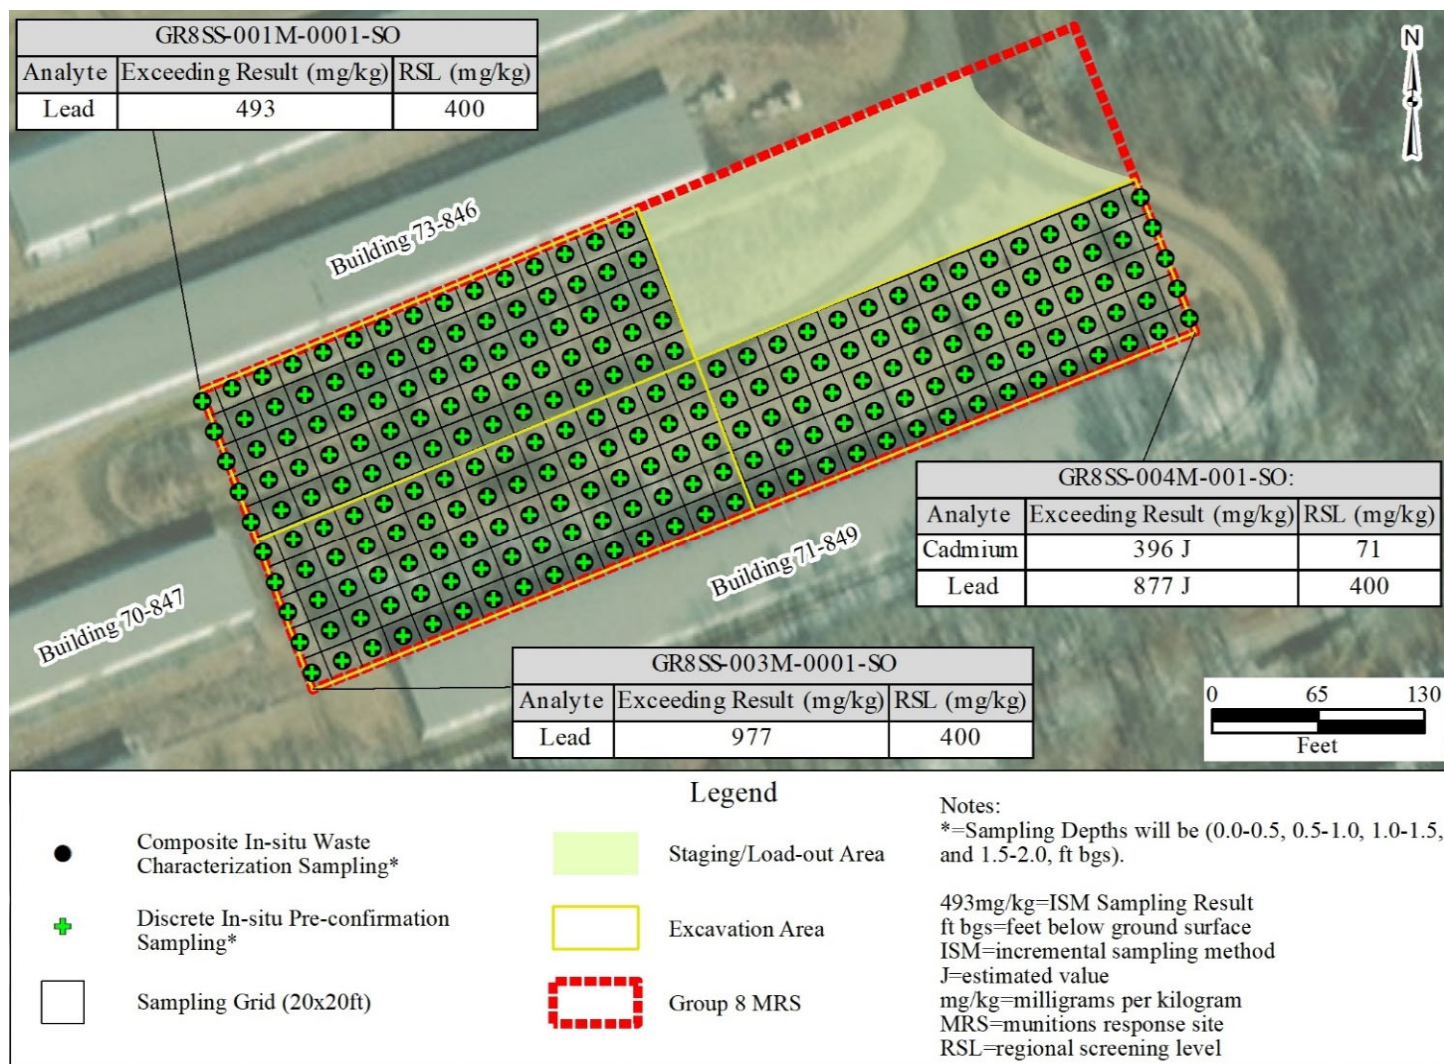 GR8SS-001M-0001-SO
Analyte Exceeding Result (mg/kg) RSL (mg/kg)
Lead 493 400
N
Building 73-846
GR8SS-004M-001-SO:
Analyte Exceeding Result (mg/kg) RSL (mg/kg)
Cadmium 396 J 71
Lead 877 J 400
Building 71-849
Building 70-847
GR8SS-003M-0001-SO
Analyte Exceeding Result (mg/kg) RSL (mg/kg)
Lead 977 400
0 65 130
Feet
Legend
Composite In-situ Waste
Characterization Sampling*
Discrete In-situ Pre-confirmation
Sampling*
Sampling Grid (20x20ft)
Staging/Load-out Area
Excavation Area
Group 8 MRS
Notes:
*=Sampling Depths will be (0.0-0.5, 0.5-1.0, 1.0-1.5,
and 1.5-2.0, ft bgs).
493mg/kg=ISM Sampling Result
ft bgs=feet below ground surface
ISM=incremental sampling method
J=estimated value
mg/kg=milligrams per kilogram
MRS=munitions response site
RSL=regional screening level